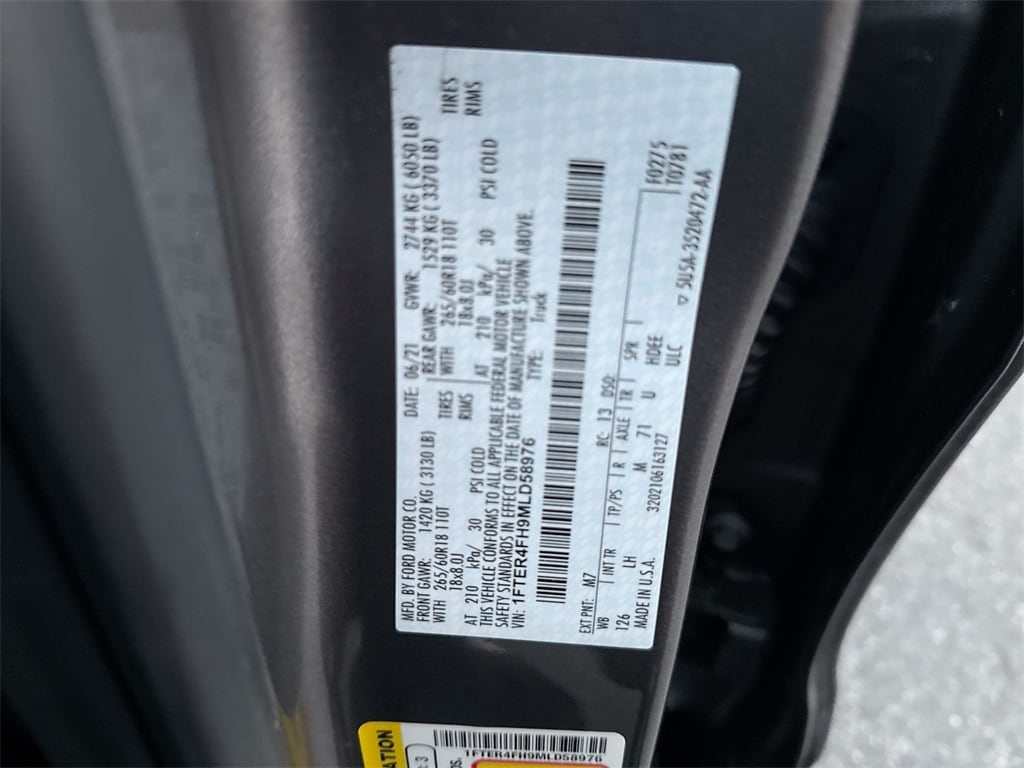 MFD. BY FORD MOTOR CO.
DATE: 06/21 GVWR: 2744 KG ( 6050 LB)
FRONT GAWR: 1420 KG ( 3130 LB) REAR GAWR: 1529 KG ( 3370 LB)
WITH 265/60R18 110T TIRES WITH 265/60R18 110T TIRES
18x8.0J RIMS 18x8.0J RIMS
AT 210 kPa/ 30 PSI COLD AT 210 kPa/ 30 PSI COLD
THIS VEHICLE CONFORMS TO ALL APPLICABLE FEDERAL MOTOR VEHICLE
SAFETY STANDARDS IN EFFECT ON THE DATE OF MANUFACTURE SHOWN ABOVE.
VIN: 1FTER4FH9MLD58976 TYPE: Truck
F0275
T0781
EXT PNT: M7 RC: 13 DSO:
WB INT TR TP/PS R AXLE TR SPR
126 LH M 71 U HDEE
ULC
MADE IN U.S.A. 3202106163127 ▽ 5U5A-3520472-AA
ATION
: 3
OS.
1FTER4FH9MLD58976